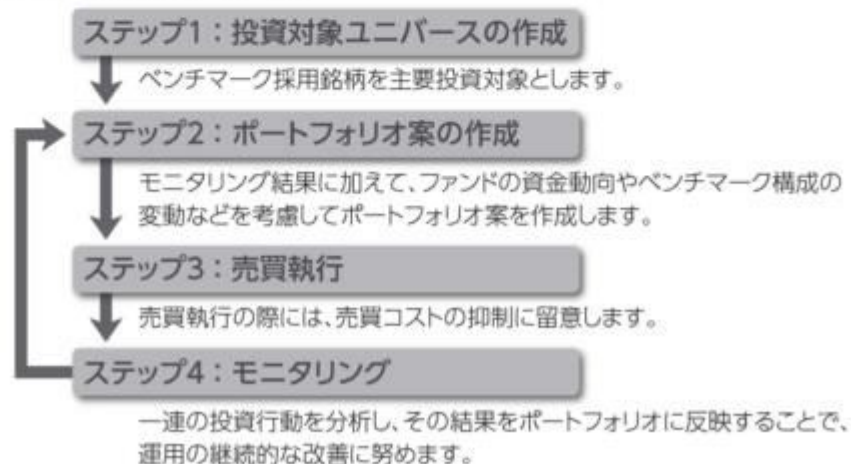 ステップ1：投資対象ユニバースの作成
ベンチマーク採用銘柄を主要投資対象とします。
ステップ2：ポートフォリオ案の作成
モニタリング結果に加えて、ファンドの資金動向やベンチマーク構成の
変動などを考慮してポートフォリオ案を作成します。
ステップ3：売買執行
売買執行の際には、売買コストの抑制に留意します。
ステップ4：モニタリング
一連の投資行動を分析し、その結果をポートフォリオに反映することで、
運用の継続的な改善に努めます。